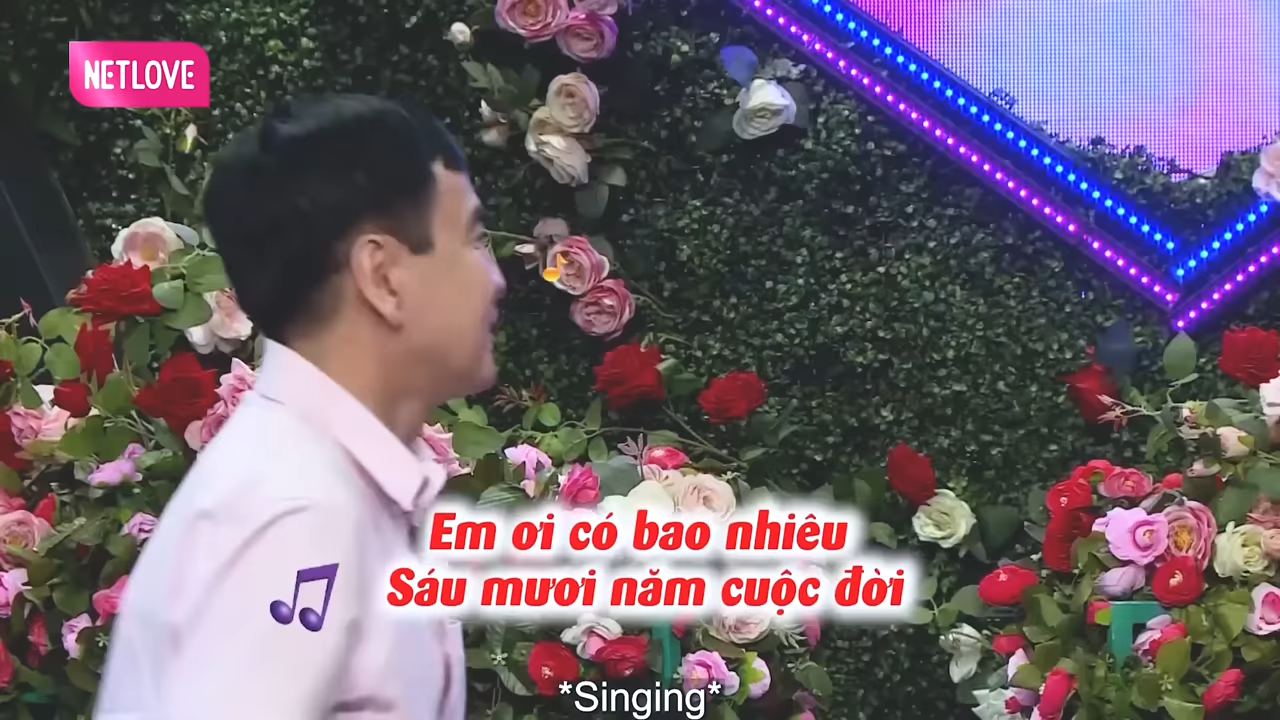 NETLOVE
Em ơi có bao nhiêu
Sáu mươi năm cuộc đời
*Singing*